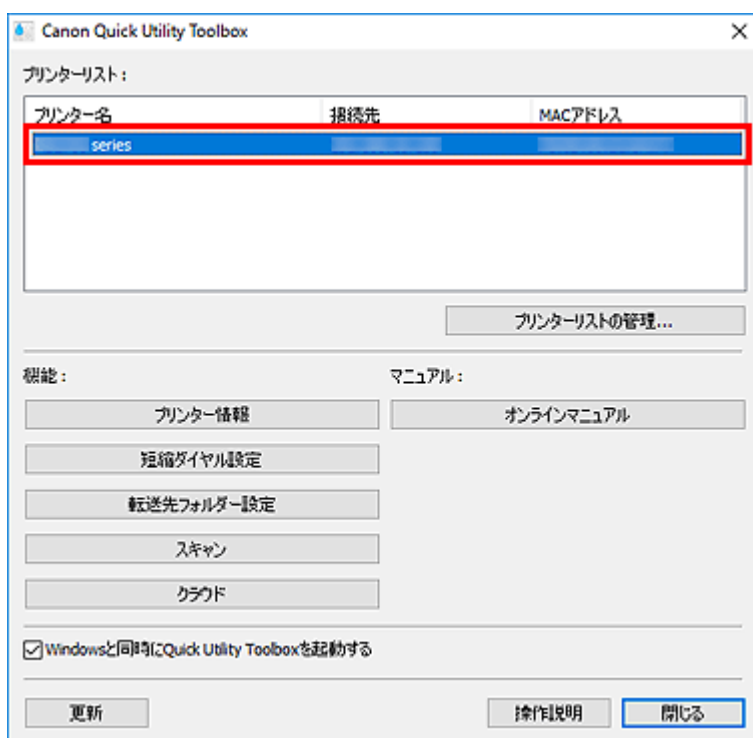 Canon Quick Utility Toolbox
プリンターリスト：
プリンター名 接続先 MACアドレス
series
プリンターリストの管理...
機能： マニュアル：
プリンター情報 オンラインマニュアル
短縮ダイヤル設定
転送先フォルダー設定
スキャン
クラウド
Windowsと同時にQuick Utility Toolboxを起動する
更新 操作説明 閉じる